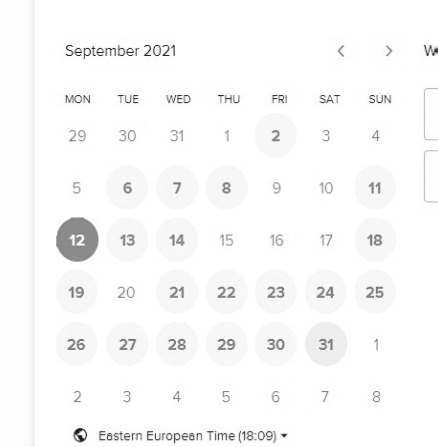 September 2021
MON TUE WED THU FRI SAT SUN
29 30 31 1 2 3 4
5 6 7 8 9 10 11
12 13 14 15 16 17 18
19 20 21 22 23 24 25
26 27 28 29 30 31 1
2 3 4 5 6 7 8
Eastern European Time (18:09)